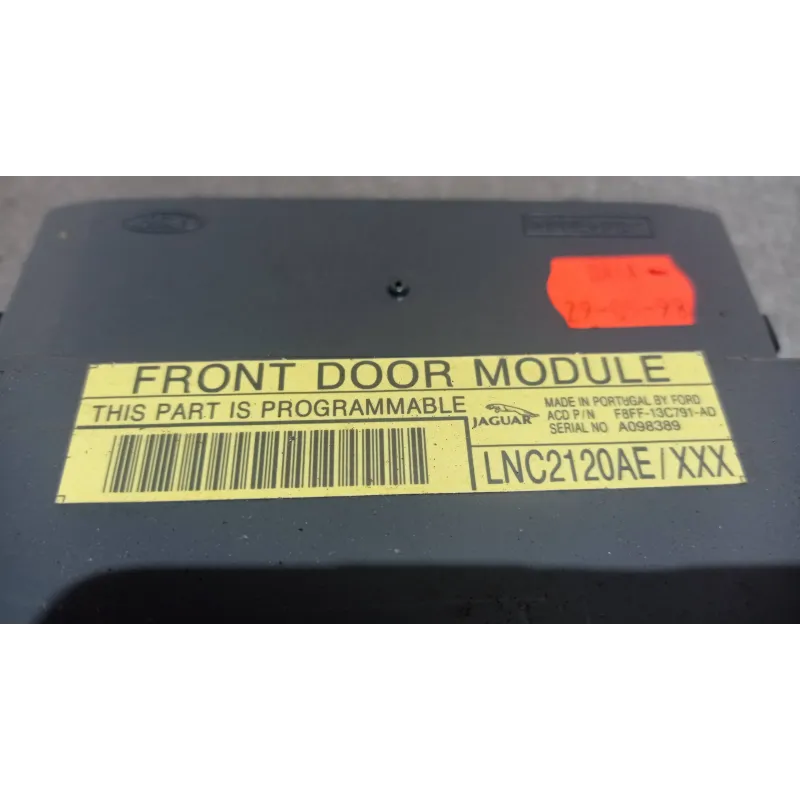 FRONT DOOR MODULE
THIS PART IS PROGRAMMABLE
JAGUAR
MADE IN PORTUGAL BY FORD
ACD P/N F8FF-13C791-AD
SERIAL NO A098389
LNC2120AE/XXX